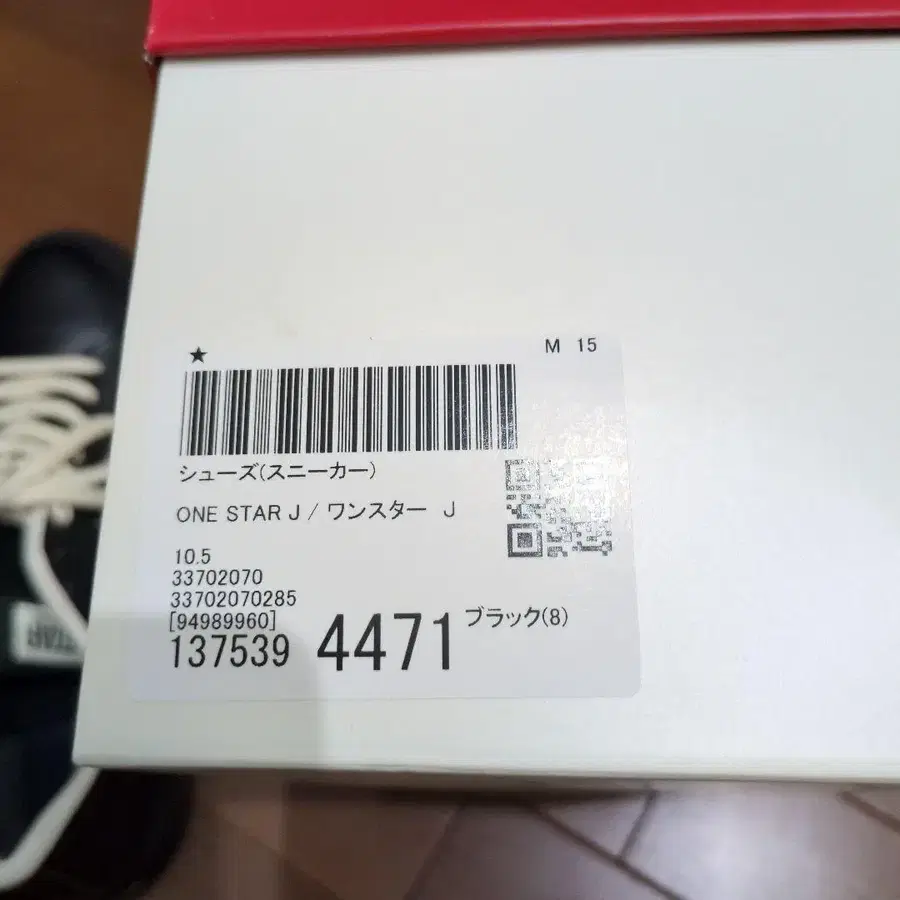 ★
M 15
シューズ(スニーカー)
ONE STAR J / ワンスター J
10.5
33702070
33702070285
[94989960]
137539 4471 ブラック(8)